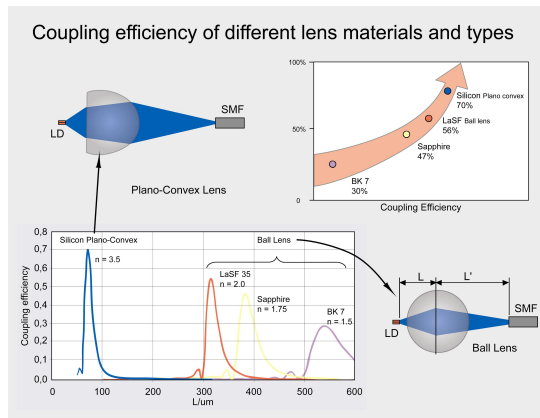 Coupling efficiency of different lens materials and types
LD
SMF
Plano-Convex Lens
100%
50%
0
Silicon Plano convex
70%
LaSF Ball lens
56%
Sapphire
47%
BK 7
30%
Coupling Efficiency
Coupling efficiency
0,8
0,7
0,6
0,5
0,4
0,3
0,2
0,1
0,0
Silicon Plano-Convex
n = 3.5
Ball Lens
LaSF 35
n = 2.0
Sapphire
n = 1.75
BK 7
n = 1.5
0
100
200
300
400
500
600
L/um
L
L'
LD
SMF
Ball Lens